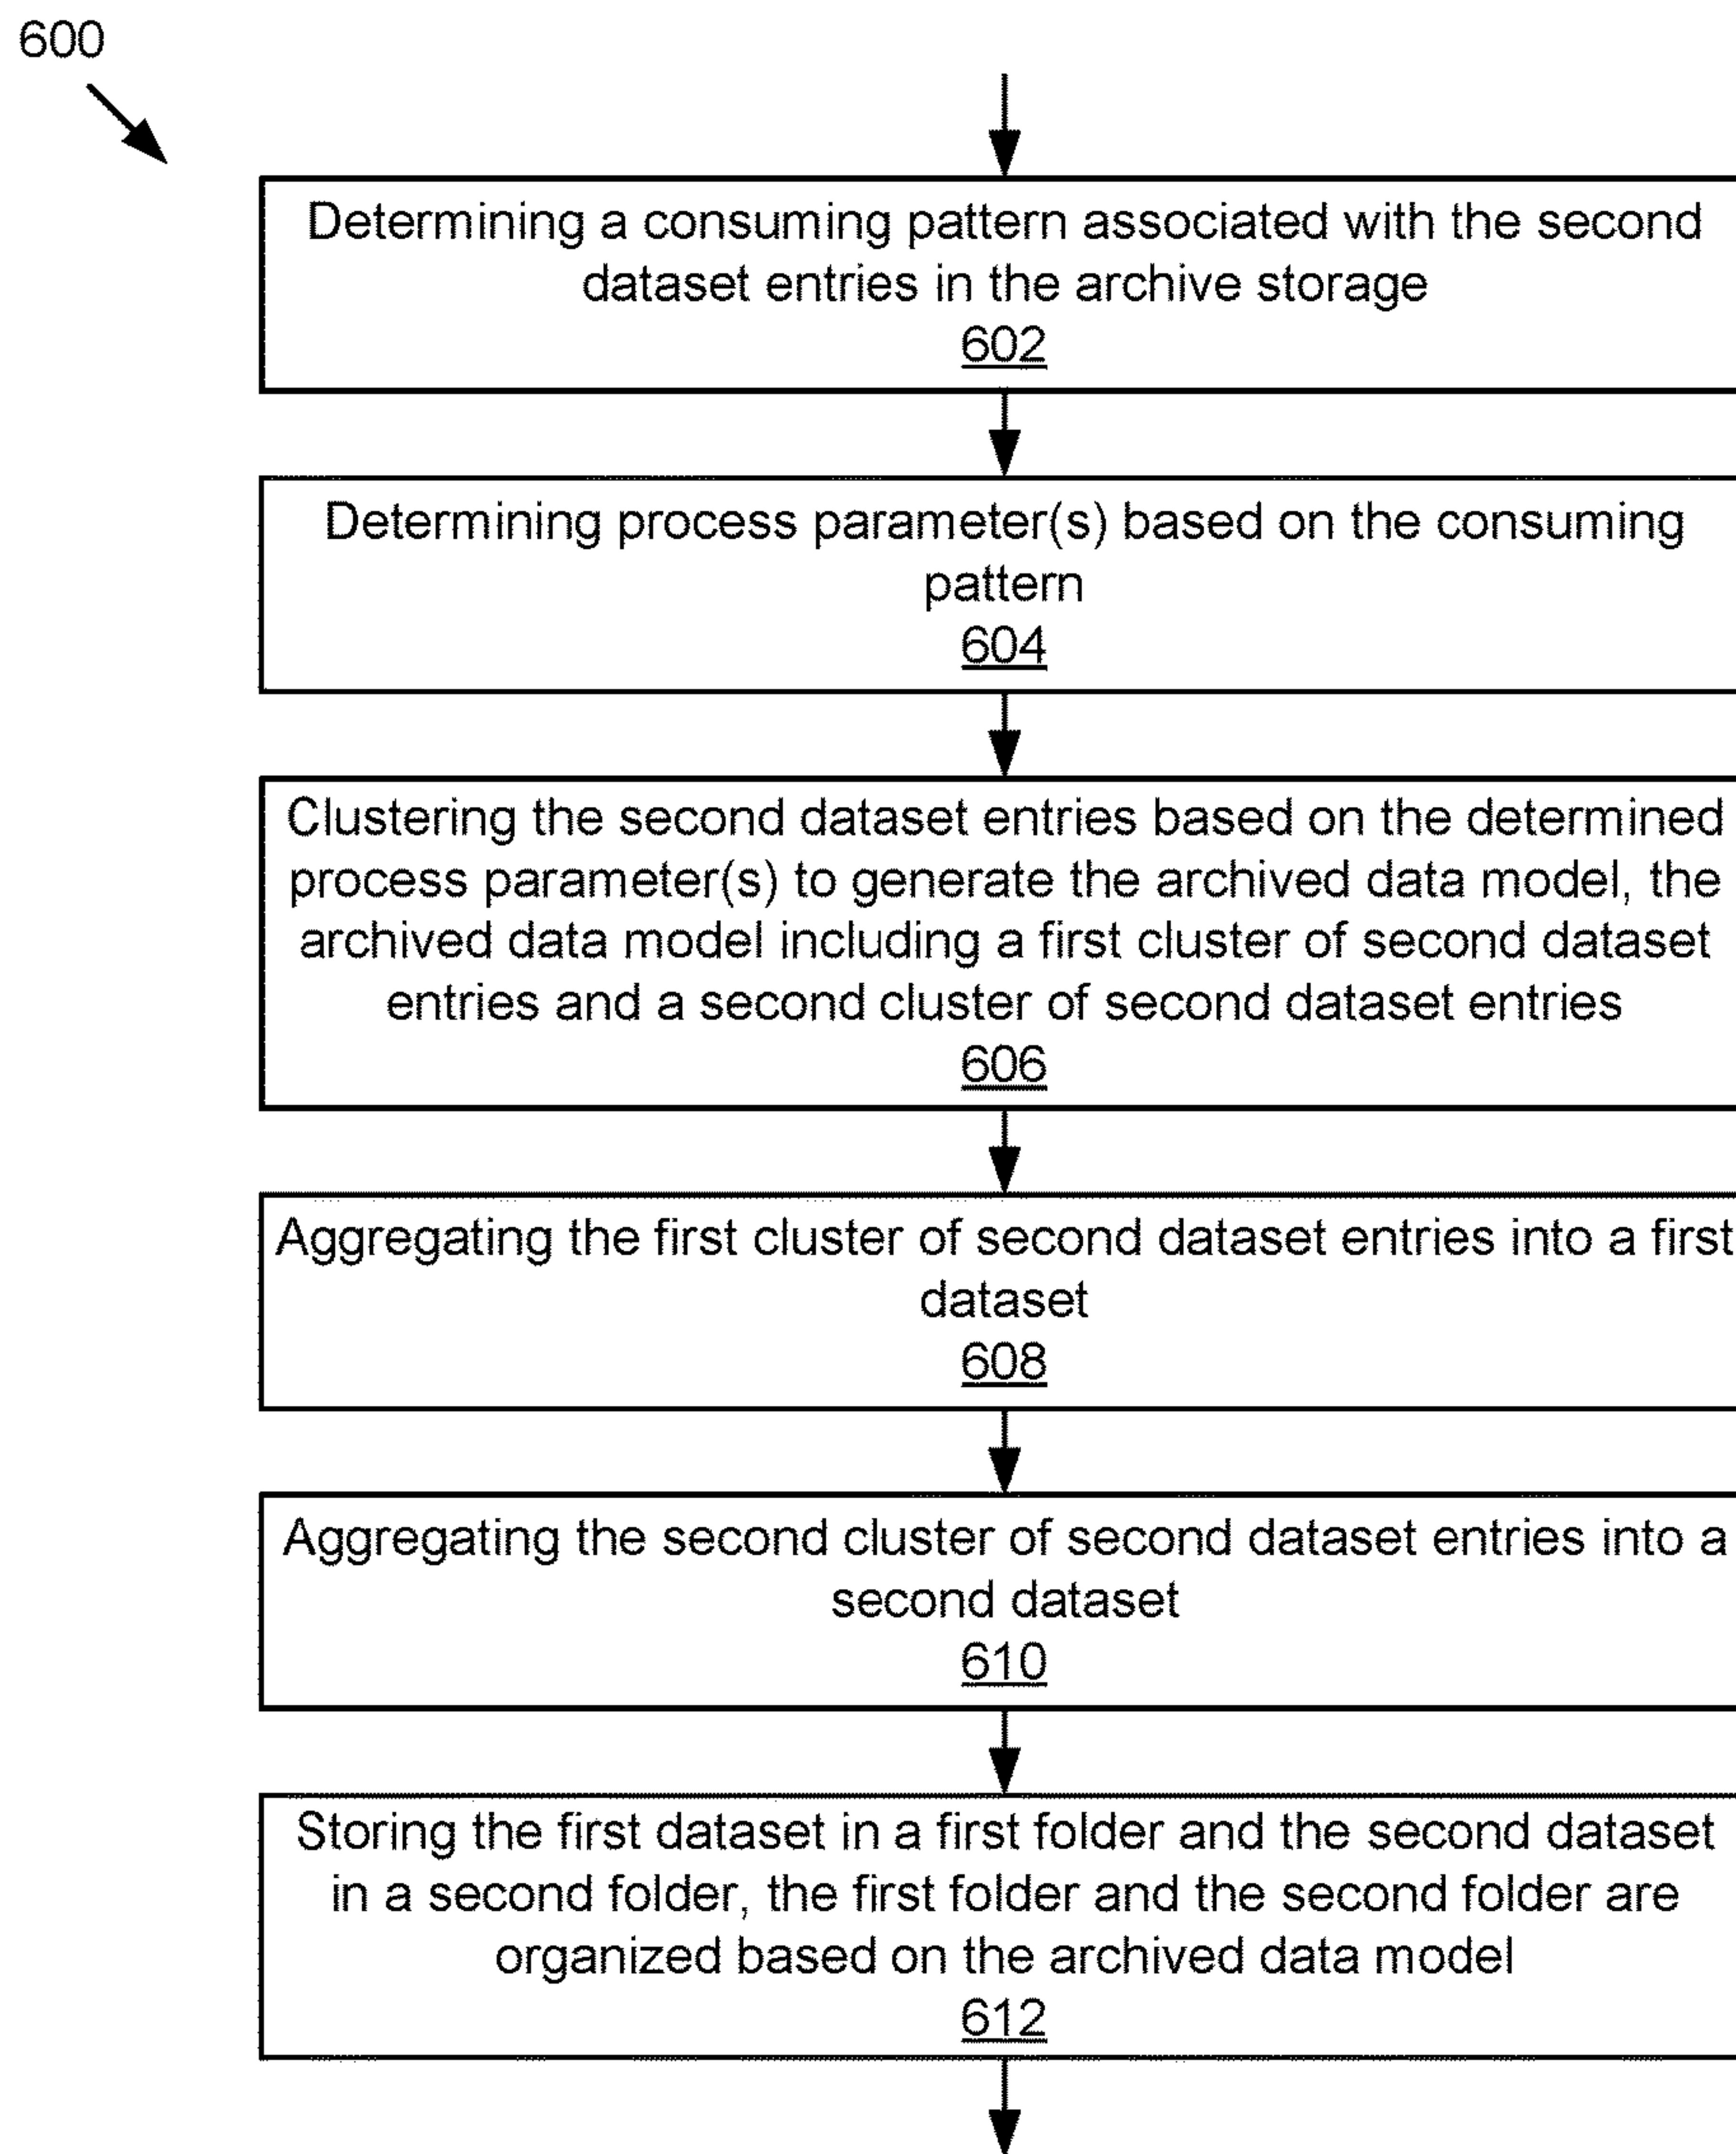 600
Determining a consuming pattern associated with the second
dataset entries in the archive storage
602
Determining process parameter(s) based on the consuming
pattern
604
Clustering the second dataset entries based on the determined
process parameter(s) to generate the archived data model, the
archived data model including a first cluster of second dataset
entries and a second cluster of second dataset entries
606
Aggregating the first cluster of second dataset entries into a first
dataset
608
Aggregating the second cluster of second dataset entries into a
second dataset
610
Storing the first dataset in a first folder and the second dataset
in a second folder, the first folder and the second folder are
organized based on the archived data model
612